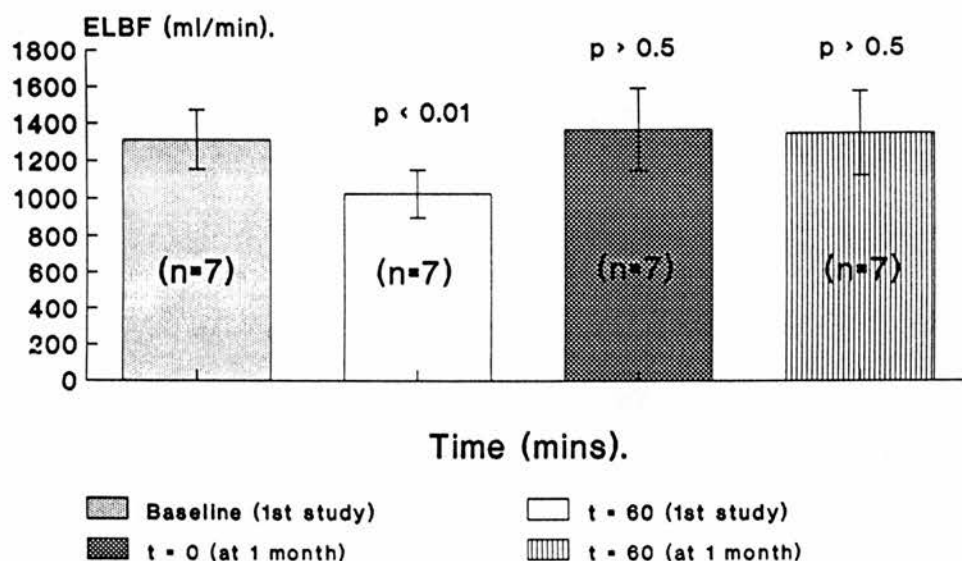 ELBF (ml/min).
1800
1600
1400
1200
1000
800
600
400
200
0
p < 0.01
p > 0.5
p > 0.5
(n=7)
(n=7)
(n=7)
(n=7)
Time (mins).
Baseline (1st study)
t = 60 (1st study)
t = 0 (at 1 month)
t = 60 (at 1 month)